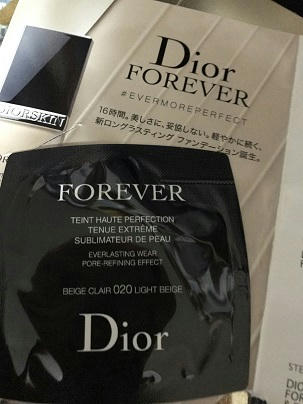 Dior
FOREVER
#EVERMOREPERFECT
16時間。美しさに、妥協しない。軽やかに続く、
新ロングラスティング ファンデーション誕生。
DIORSKIN
FOREVER
TEINT HAUTE PERFECTION
TENUE EXTRÊME
SUBLIMATEUR DE PEAU
EVERLASTING WEAR
PORE-REFINING EFFECT
BEIGE CLAIR 020 LIGHT BEIGE
Dior